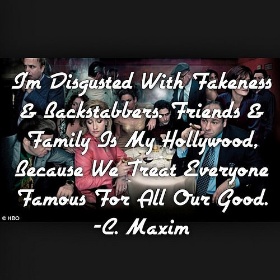 I'm Disgusted With Fakeness
& Backstabbers, Friends &
Family Is My Hollywood,
Because We Treat Everyone
Famous For All Our Good.
-C. Maxim
© HBO